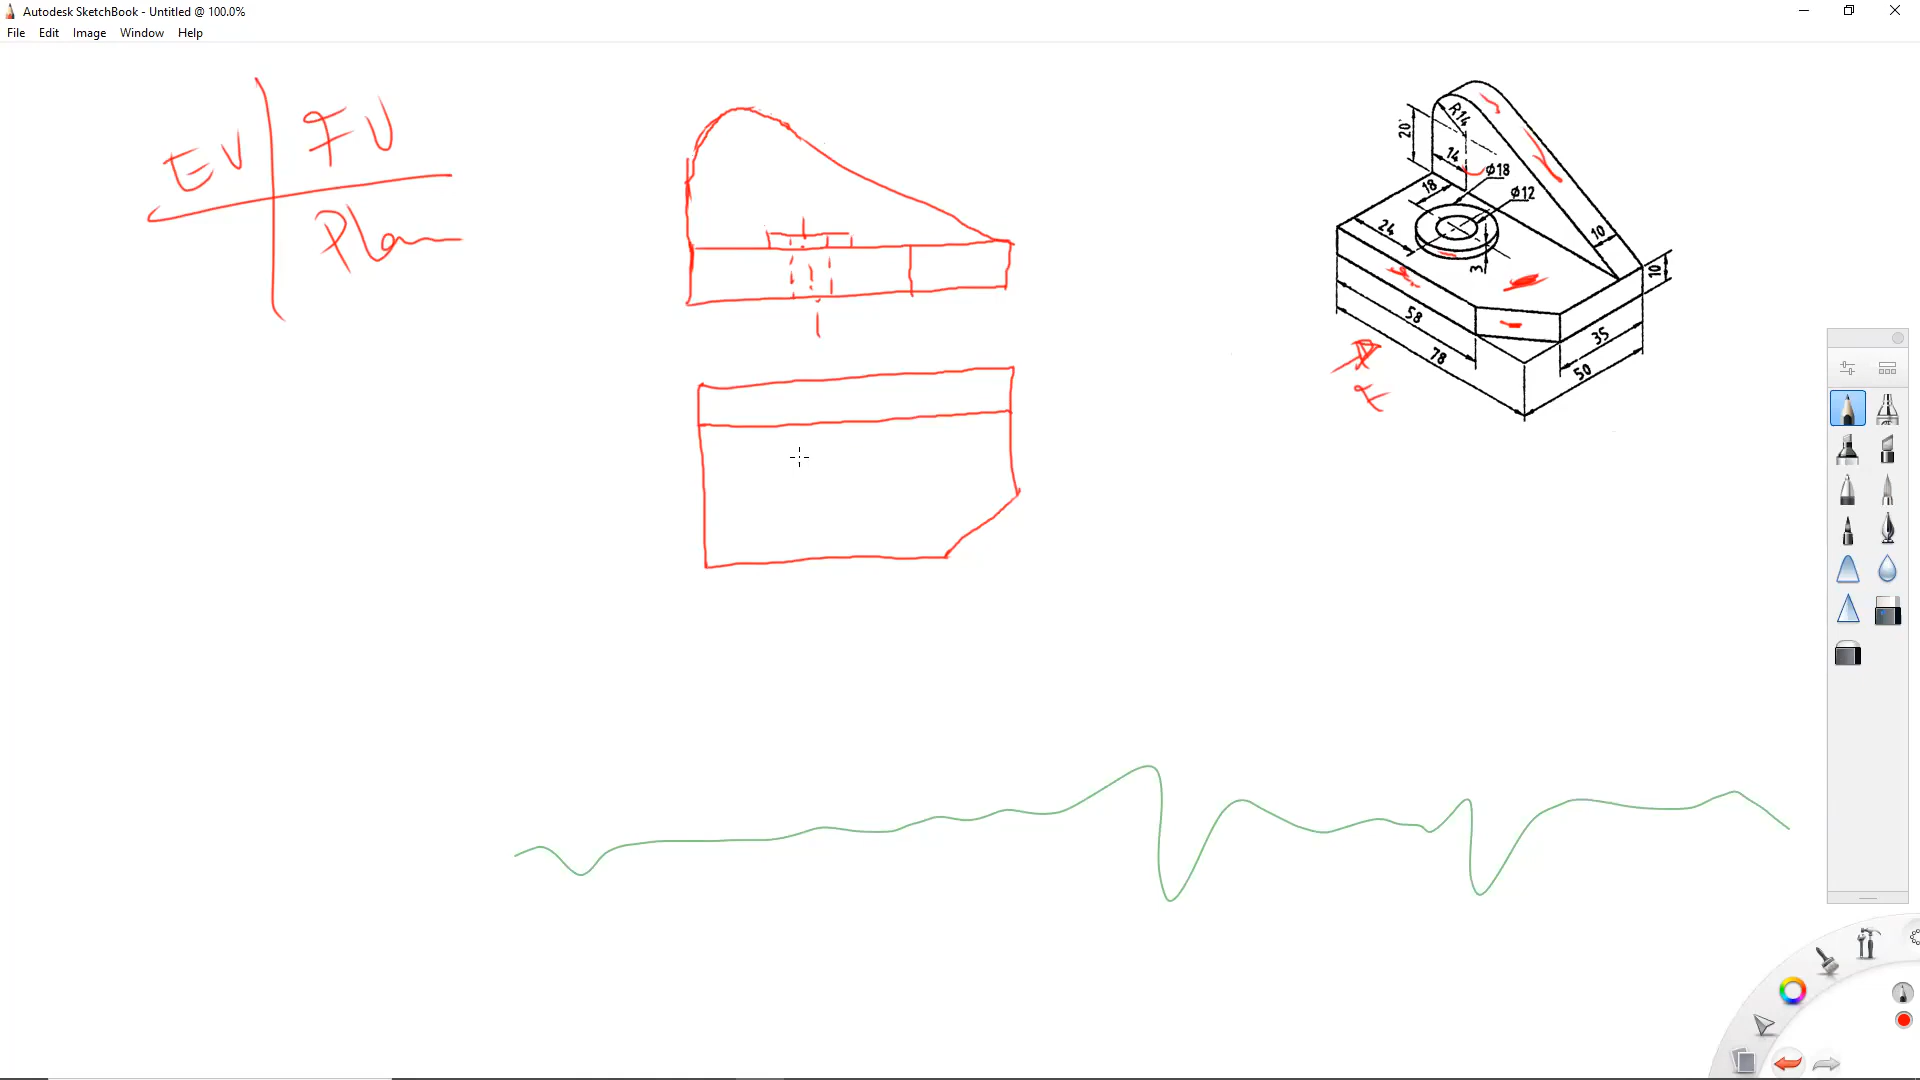 Autodesk SketchBook - Untitled @ 100.0%
File Edit Image Window Help
EV FV
Plan
R14
20
14
18
φ18
φ12
24
3
10
10
58
78
35
50